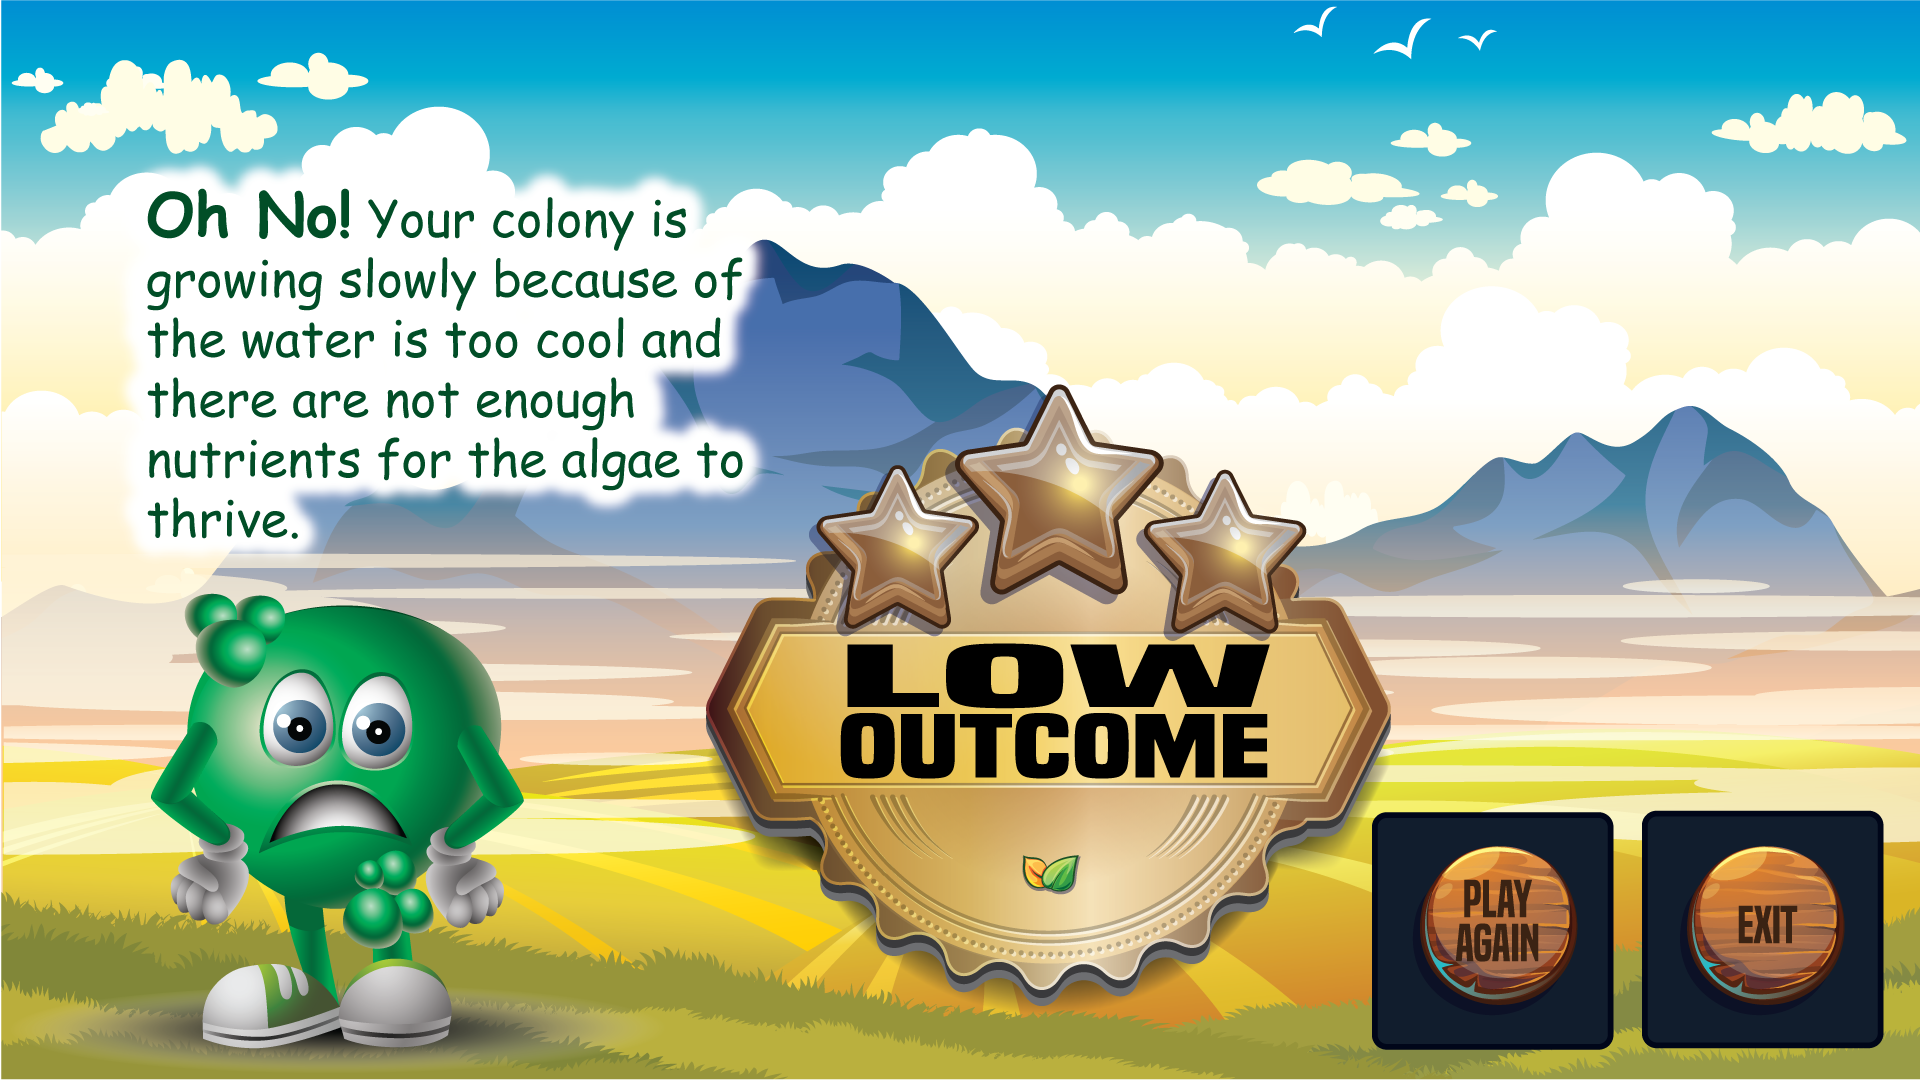 Oh No! Your colony is
growing slowly because of
the water is too cool and
there are not enough
nutrients for the algae to
thrive.
LOW
OUTCOME
PLAY
AGAIN
EXIT